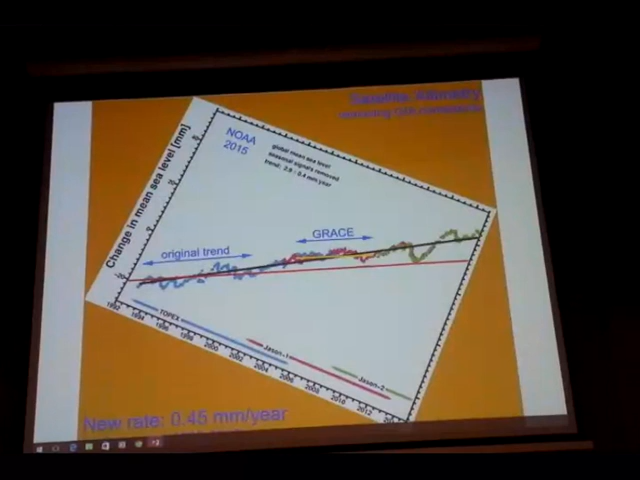 Satellite Altimetry
NOAA
2015
global mean sea level
seasonal signals removed
trend: 2.8 ± 0.4 mm/year
Change in mean sea level [mm]
GRACE
original trend
TOPEX
Jason-1
Jason-2
1992
1994
1996
1998
2000
2002
2004
2006
2008
2010
2012
New rate: 0.45 mm/year